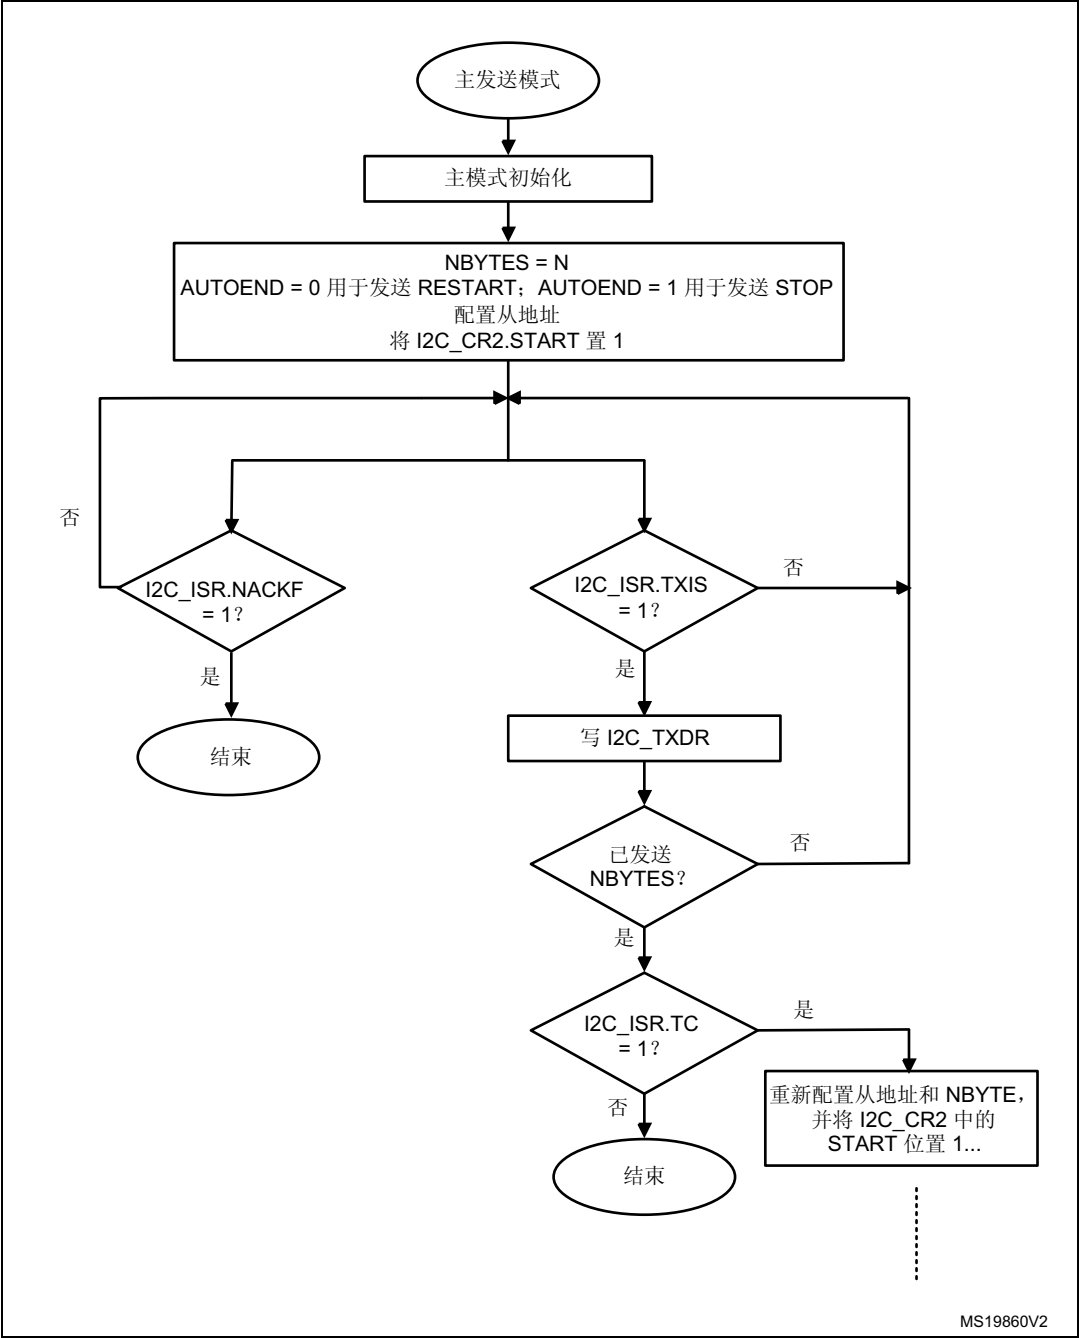 主发送模式
主模式初始化
NBYTES = N
AUTOEND = 0 用于发送 RESTART；AUTOEND = 1 用于发送 STOP
配置从地址
将 I2C_CR2.START 置 1
否
I2C_ISR.NACKF
= 1？
是
结束
I2C_ISR.TXIS
= 1？
否
是
写 I2C_TXDR
已发送
NBYTES？
否
是
I2C_ISR.TC
= 1？
是
否
结束
重新配置从地址和 NBYTE，
并将 I2C_CR2 中的
START 位置 1...
MS19860V2